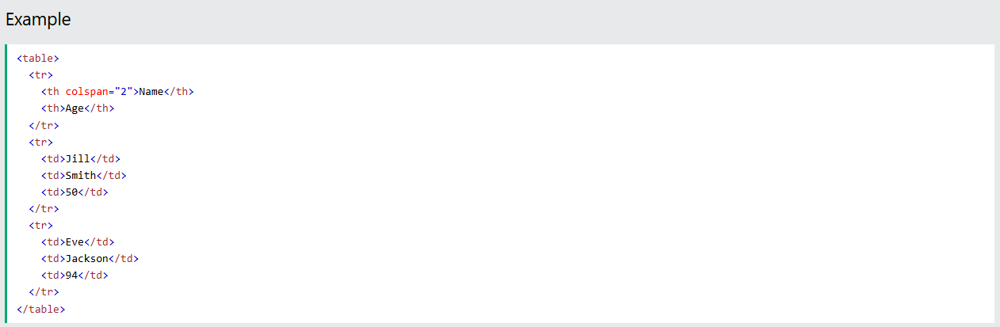 Example
<table>
  <tr>
    <th colspan="2">Name</th>
    <th>Age</th>
  </tr>
  <tr>
    <td>Jill</td>
    <td>Smith</td>
    <td>50</td>
  </tr>
  <tr>
    <td>Eve</td>
    <td>Jackson</td>
    <td>94</td>
  </tr>
</table>